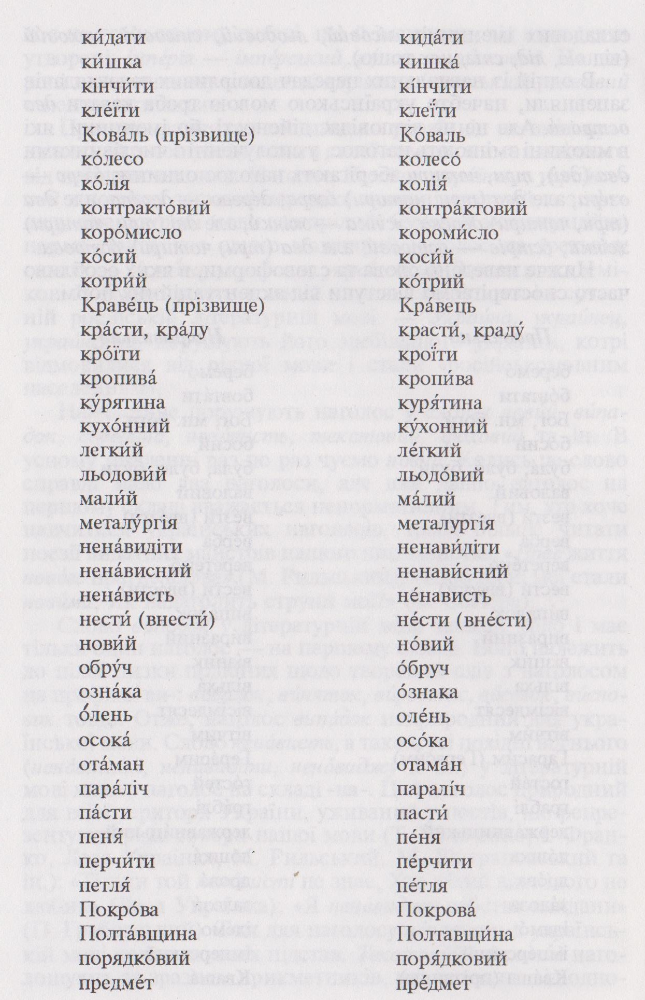 ки́дати кида́ти
ки́шка кишка́
кінчи́ти кі́нчити
кле́їти клеї́ти
Кова́ль (прізвище) Ко́валь
ко́лесо колесо́
ко́лія колія́
контракто́вий контра́ктовий
коро́мисло короми́сло
ко́сий коси́й
котри́й ко́трий
Краве́ць (прізвище) Кра́вець
кра́сти, кра́ду красти́, краду́
кро́їти кро́їти
кропива́ кропи́ва
ку́рятина куря́тина
кухо́нний ку́хонний
легки́й ле́гкий
льодови́й льодо́вий
мали́й ма́лий
металу́ргія металургі́я
нена́видіти ненави́діти
нена́висний ненави́сний
нена́висть не́нависть
нести́ (внести́) не́сти (вне́сти)
нови́й но́вий
обру́ч о́бруч
озна́ка о́знака
о́лень оле́нь
осока́ осо́ка
ота́ман отама́н
пара́ліч паралі́ч
па́сти пасти́
пеня́ пе́ня
перчи́ти пе́рчити
петля́ пе́тля
Покро́ва Покрова́
Полта́вщина Полтавщи́на
порядко́вий поря́дковий
предме́т пре́дмет